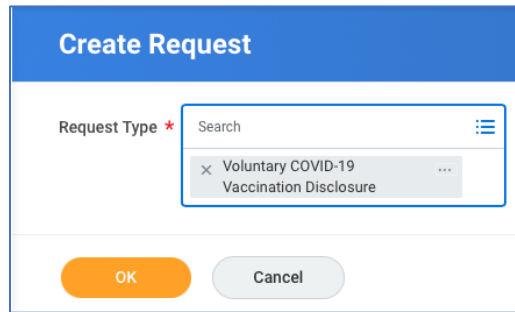 Create Request
Request Type * Search
× Voluntary COVID-19 ...
Vaccination Disclosure
OK Cancel